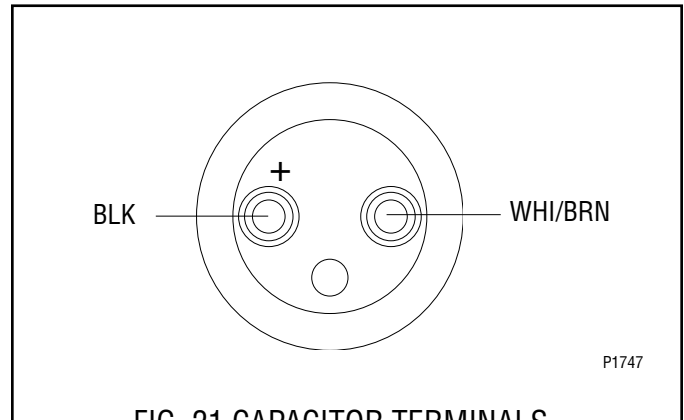 +
BLK
WHI/BRN
P1747
FIG. 21 CAPACITOR TERMINALS